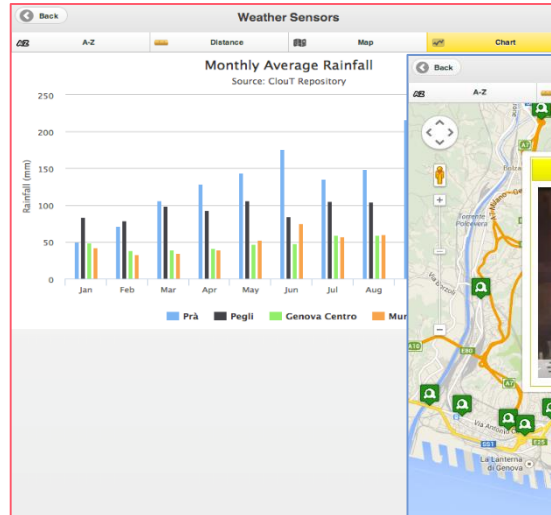 Back
Weather Sensors
A-Z
Distance
Map
Chart
Monthly Average Rainfall
Source: ClouT Repository
Rainfall (mm)
250
200
150
100
50
0
Jan
Feb
Mar
Apr
May
Jun
Jul
Aug
Prà
Pegli
Genova Centro
Mur
Back
A-Z
A7
Torrente
Polcevera
A10
E80
A7
Via Antonio C
SS1
La Lanterna
di Genova